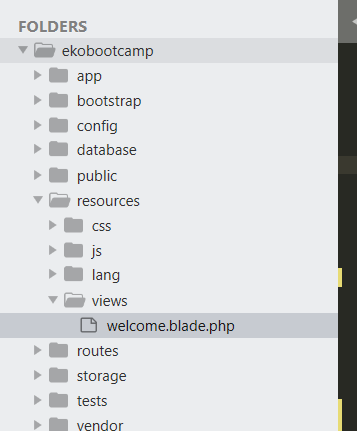 FOLDERS
ekobootcamp
app
bootstrap
config
database
public
resources
css
js
lang
views
welcome.blade.php
routes
storage
tests
vendor